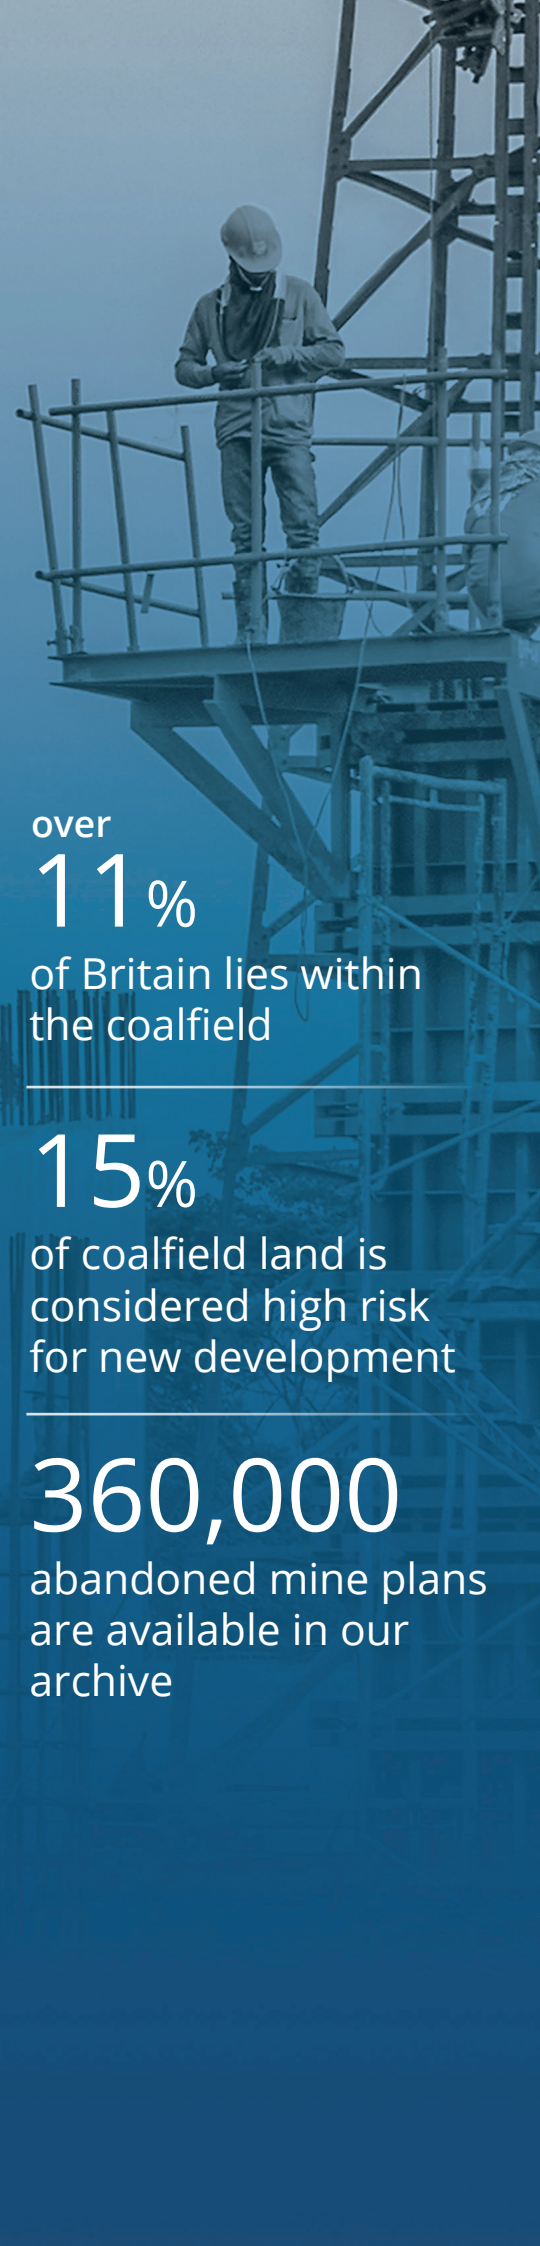 over
11%
of Britain lies within
the coalfield
15%
of coalfield land is
considered high risk
for new development
360,000
abandoned mine plans
are available in our
archive